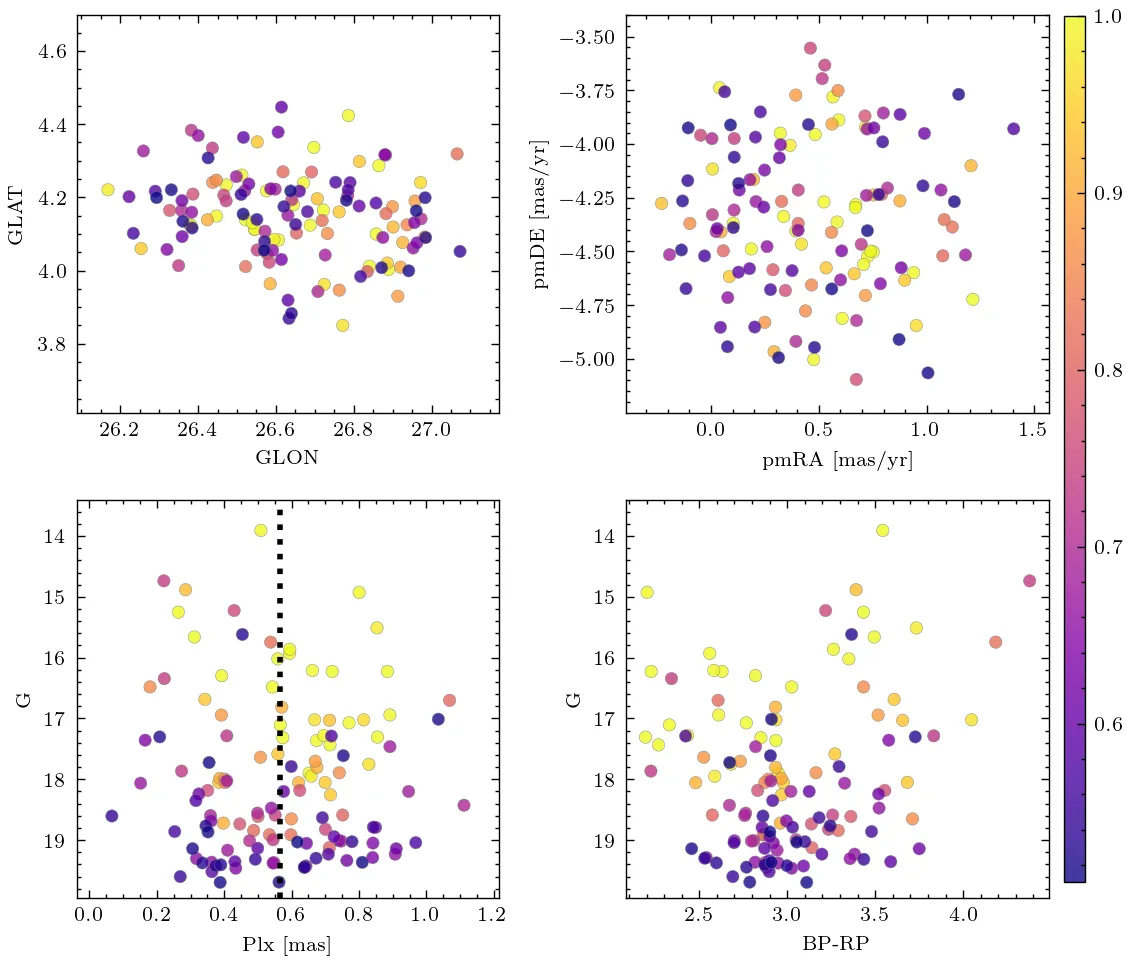 4.6
4.4
4.2
4.0
3.8
GLAT
26.2 26.4 26.6 26.8 27.0
GLON
−3.50
−3.75
−4.00
−4.25
−4.50
−4.75
−5.00
pmDE [mas/yr]
0.0 0.5 1.0 1.5
pmRA [mas/yr]
1.0
0.9
0.8
0.7
0.6
14
15
16
17
18
19
G
0.0 0.2 0.4 0.6 0.8 1.0 1.2
Plx [mas]
14
15
16
17
18
19
G
2.5 3.0 3.5 4.0
BP-RP